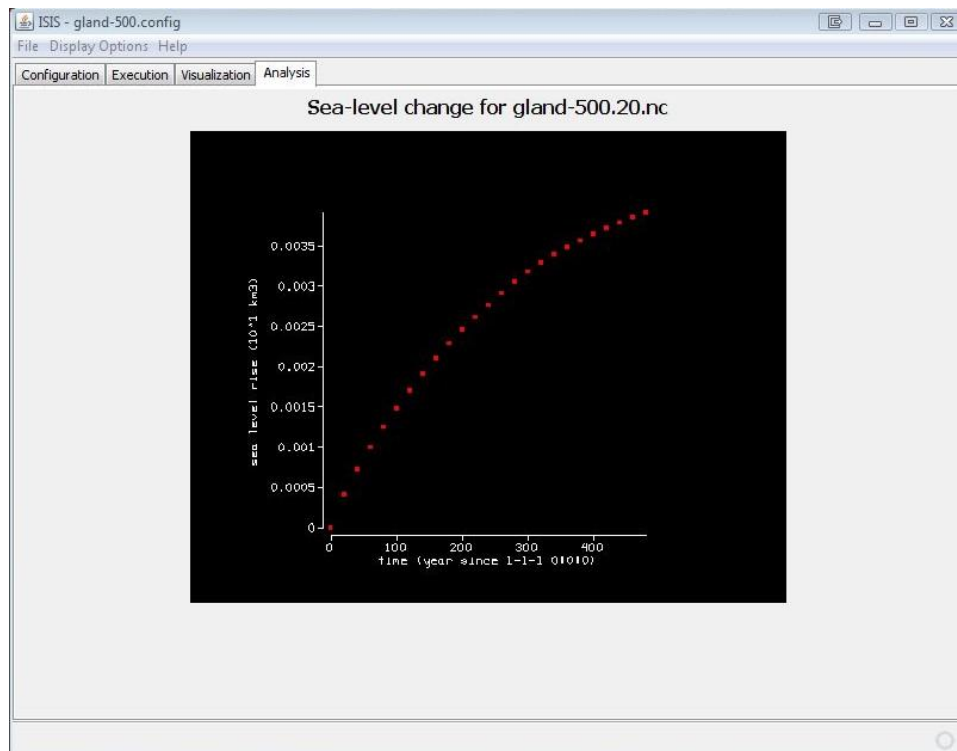 ISIS - gland-500.config
File Display Options Help
Configuration Execution Visualization Analysis
Sea-level change for gland-500.20.nc
sea level rise (10^1 km3)
0.0035
0.003
0.0025
0.002
0.0015
0.001
0.0005
0
0 100 200 300 400
time (year since 1-1-1 0:0:0)